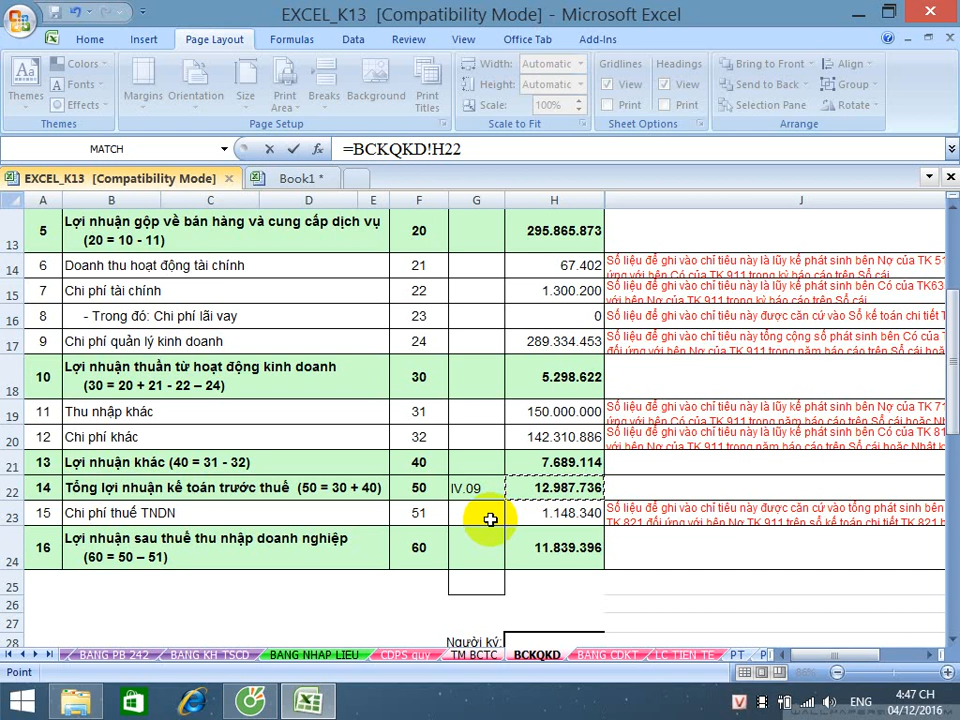 EXCEL_K13 [Compatibility Mode] - Microsoft Excel
Home Insert Page Layout Formulas Data Review View Office Tab Add-Ins
Themes
Colors
Fonts
Effects
Themes
Margins Orientation Size Print Area Breaks Background Print Titles
Page Setup
Width: Automatic
Height: Automatic
Scale: 100%
Scale to Fit
Gridlines Headings
View View
Print Print
Sheet Options
Bring to Front Align
Send to Back Group
Selection Pane Rotate
Arrange
MATCH fx =BCKQKD!H22
EXCEL_K13 [Compatibility Mode] Book1 *
A B C D E F G H J
13 5 Lợi nhuận gộp về bán hàng và cung cấp dịch vụ 20 295.865.873
(20 = 10 - 11)
14 6 Doanh thu hoạt động tài chính 21 67.402 Số liệu để ghi vào chỉ tiêu này là lũy kế phát sinh bên Nợ của TK 5
ứng với bên Có của TK 911 trong kỳ báo cáo trên Sổ cái
15 7 Chi phí tài chính 22 1.300.200 Số liệu để ghi vào chỉ tiêu này là lũy kế phát sinh bên Có của TK63
với bên Nợ của TK 911 trong kỳ báo cáo trên Sổ cái
16 8 - Trong đó: Chi phí lãi vay 23 0 Số liệu để ghi vào chỉ tiêu này được căn cứ vào Sổ kế toán chi tiết T
17 9 Chi phí quản lý kinh doanh 24 289.334.453 Số liệu để ghi vào chỉ tiêu này tổng cộng số phát sinh bên Có của T
đối ứng với bên Nợ của TK 911 trong năm báo cáo trên Sổ cái hoặ
18 10 Lợi nhuận thuần từ hoạt động kinh doanh 30 5.298.622
(30 = 20 + 21 - 22 – 24)
19 11 Thu nhập khác 31 150.000.000 Số liệu để ghi vào chỉ tiêu này là lũy kế phát sinh bên Nợ của TK 7
ứng với bên Có của TK 911 trong năm báo cáo trên Sổ cái hoặc Nh
20 12 Chi phí khác 32 142.310.886 Số liệu để ghi vào chỉ tiêu này là lũy kế phát sinh bên Có của TK 81
với bên Nợ của TK 911 trong năm báo cáo trên Sổ cái hoặc Nhật k
21 13 Lợi nhuận khác (40 = 31 - 32) 40 7.689.114
22 14 Tổng lợi nhuận kế toán trước thuế (50 = 30 + 40) 50 IV.09 12.987.736
23 15 Chi phí thuế TNDN 51 1.148.340 Số liệu để ghi vào chỉ tiêu này được căn cứ vào tổng phát sinh bên
TK 821 đối ứng với bên Nợ TK 911 trên sổ kế toán chi tiết TK 821 h
24 16 Lợi nhuận sau thuế thu nhập doanh nghiệp 60 11.839.396
(60 = 50 – 51)
25
26
27
28 Người ký:
BANG PB 242 BANG KH TSCD BANG NHAP LIEU CDPS quy TM BCTC BCKQKD BANG CDKT LC TIEN TE PT
Point
ENG 4:47 CH
04/12/2016